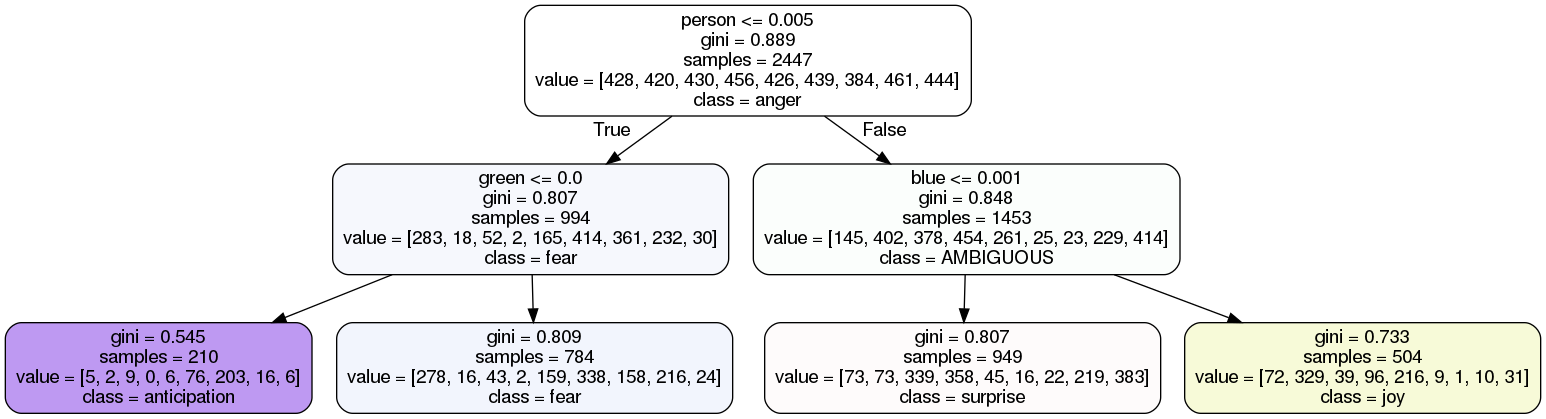 person <= 0.005
gini = 0.889
samples = 2447
value = [428, 420, 430, 456, 426, 439, 384, 461, 444]
class = anger
True
False
green <= 0.0
gini = 0.807
samples = 994
value = [283, 18, 52, 2, 165, 414, 361, 232, 30]
class = fear
blue <= 0.001
gini = 0.848
samples = 1453
value = [145, 402, 378, 454, 261, 25, 23, 229, 414]
class = AMBIGUOUS
gini = 0.545
samples = 210
value = [5, 2, 9, 0, 6, 76, 203, 16, 6]
class = anticipation
gini = 0.809
samples = 784
value = [278, 16, 43, 2, 159, 338, 158, 216, 24]
class = fear
gini = 0.807
samples = 949
value = [73, 73, 339, 358, 45, 16, 22, 219, 383]
class = surprise
gini = 0.733
samples = 504
value = [72, 329, 39, 96, 216, 9, 1, 10, 31]
class = joy